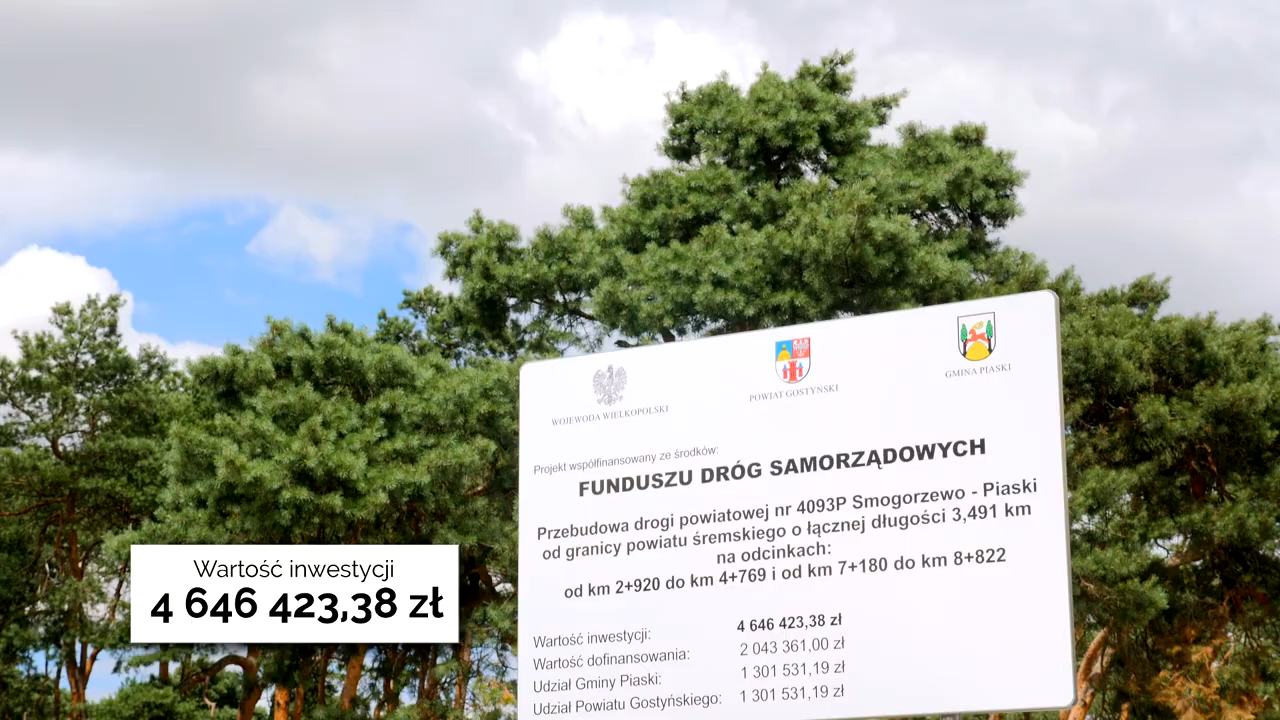 WOJEWODA WIELKOPOLSKI
POWIAT GOSTYŃSKI
GMINA PIASKI
Projekt współfinansowany ze środków:
FUNDUSZU DRÓG SAMORZĄDOWYCH
Przebudowa drogi powiatowej nr 4093P Smogorzewo - Piaski
od granicy powiatu śremskiego o łącznej długości 3,491 km
na odcinkach:
od km 2+920 do km 4+769 i od km 7+180 do km 8+822
Wartość inwestycji: 4 646 423,38 zł
Wartość dofinansowania: 2 043 361,00 zł
Udział Gminy Piaski: 1 301 531,19 zł
Udział Powiatu Gostyńskiego: 1 301 531,19 zł
Wartość inwestycji
4 646 423,38 zł